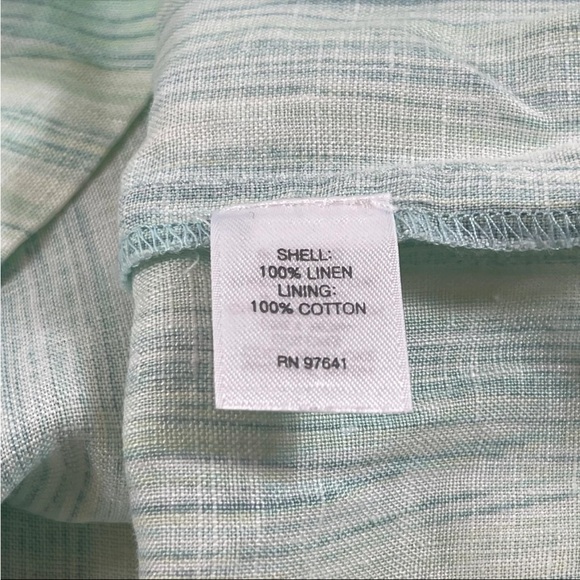 SHELL:
100% LINEN
LINING:
100% COTTON
RN 97641